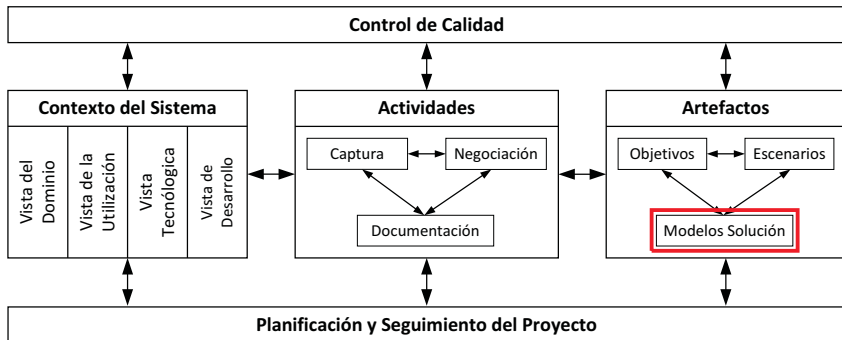 Control de Calidad
Contexto del Sistema
Vista del
Dominio
Vista de la
Utilización
Vista
Tecnólogica
Vista de
Desarrollo
Actividades
Captura
Negociación
Documentación
Artefactos
Objetivos
Escenarios
Modelos Solución
Planificación y Seguimiento del Proyecto